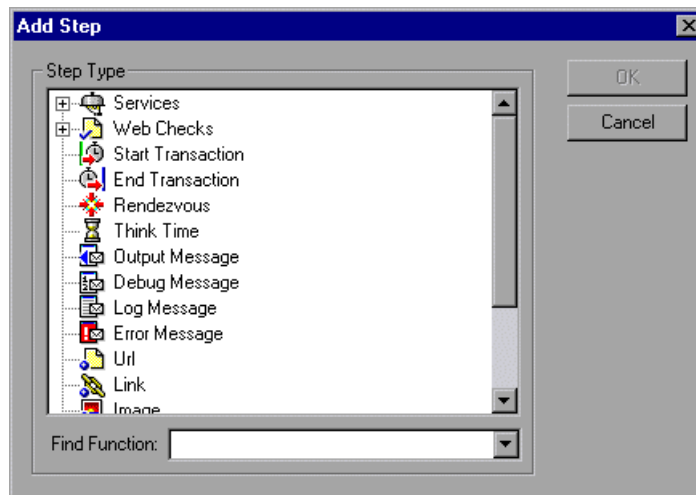 Add Step
Step Type
OK
Cancel
Services
Web Checks
Start Transaction
End Transaction
Rendezvous
Think Time
Output Message
Debug Message
Log Message
Error Message
Url
Link
Image
Find Function: